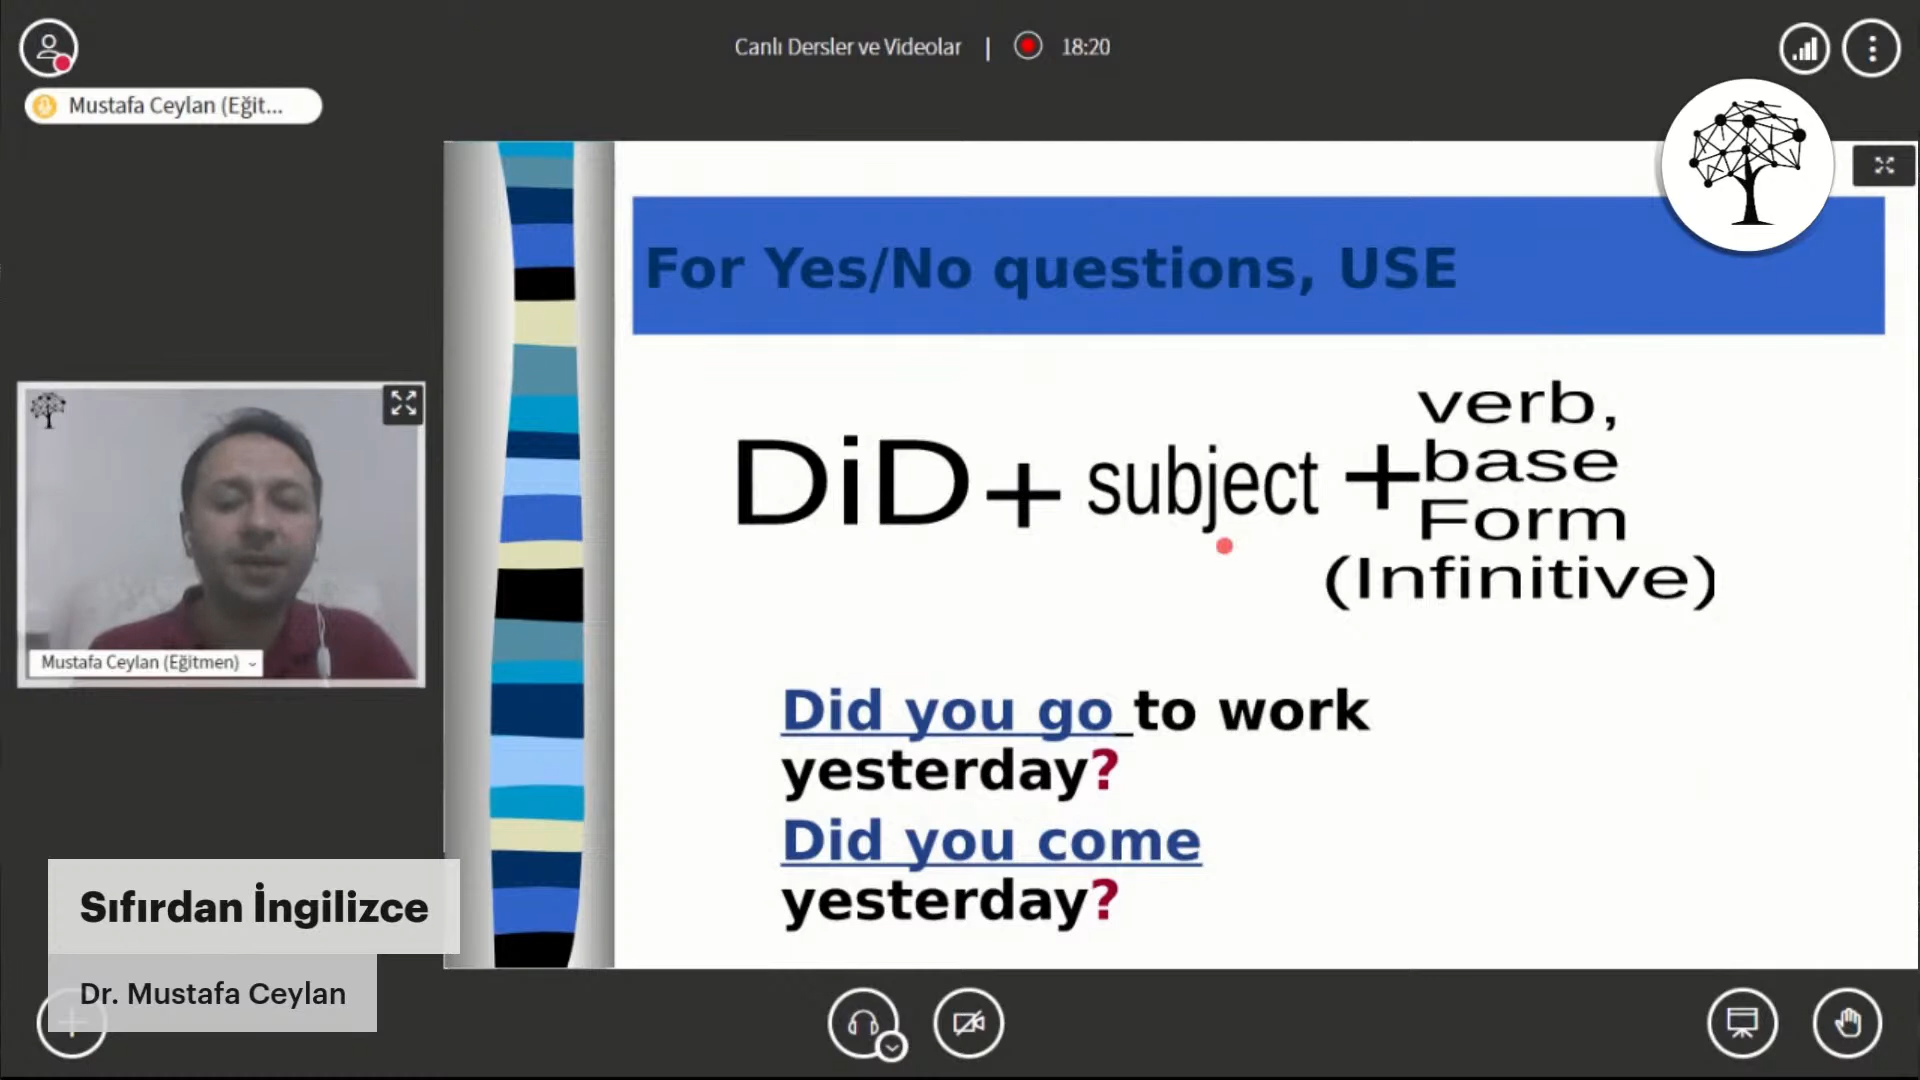 Canlı Dersler ve Videolar | 18:20
Mustafa Ceylan (Eğit...
For Yes/No questions, USE
DiD+ subject +
verb,
base
Form
(Infinitive)
Mustafa Ceylan (Eğitmen)
Did you go to work
yesterday?
Did you come
yesterday?
Sıfırdan İngilizce
Dr. Mustafa Ceylan